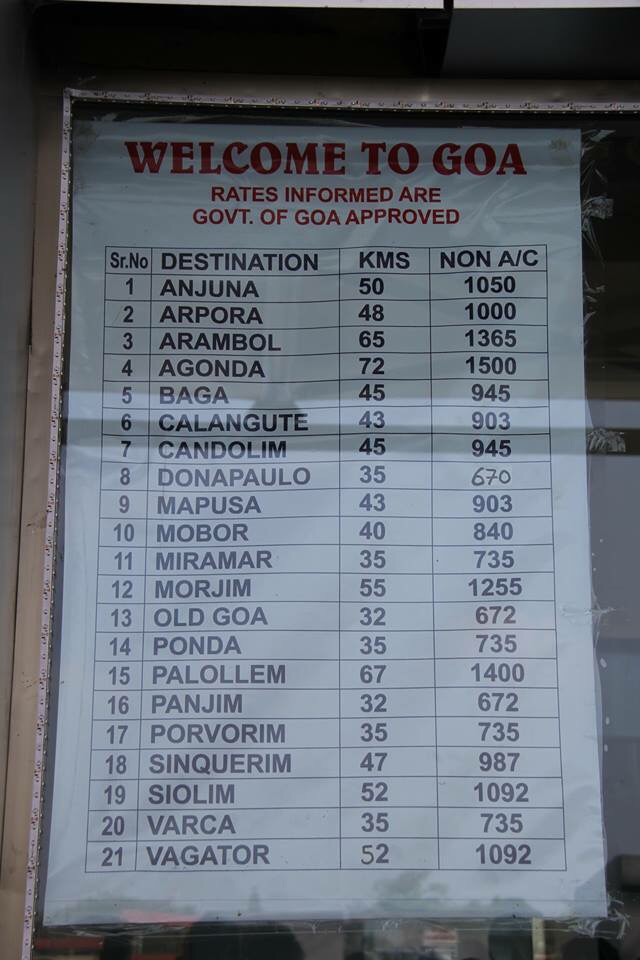 WELCOME TO GOA
RATES INFORMED ARE
GOVT. OF GOA APPROVED
Sr.No DESTINATION KMS NON A/C
1 ANJUNA 50 1050
2 ARPORA 48 1000
3 ARAMBOL 65 1365
4 AGONDA 72 1500
5 BAGA 45 945
6 CALANGUTE 43 903
7 CANDOLIM 45 945
8 DONAPAULO 35 670
9 MAPUSA 43 903
10 MOBOR 40 840
11 MIRAMAR 35 735
12 MORJIM 55 1255
13 OLD GOA 32 672
14 PONDA 35 735
15 PALOLLEM 67 1400
16 PANJIM 32 672
17 PORVORIM 35 735
18 SINQUERIM 47 987
19 SIOLIM 52 1092
20 VARCA 35 735
21 VAGATOR 52 1092